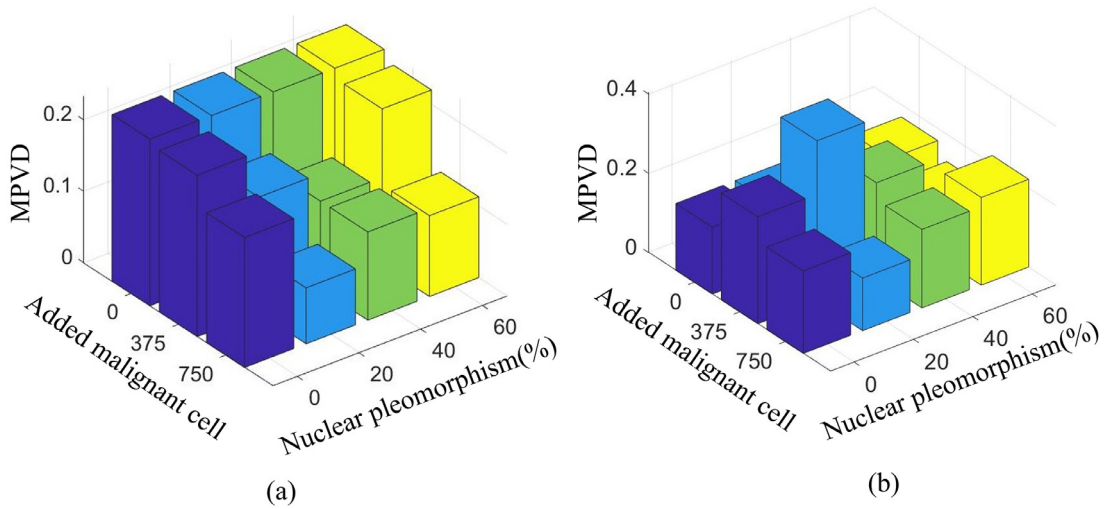 0.2
0.1
0
MPVD
0
375
750
Added malignant cell
0
20
40
60
Nuclear pleomorphism(%)
(a)
0.4
0.2
0
MPVD
0
375
750
Added malignant cell
0
20
40
60
Nuclear pleomorphism(%)
(b)